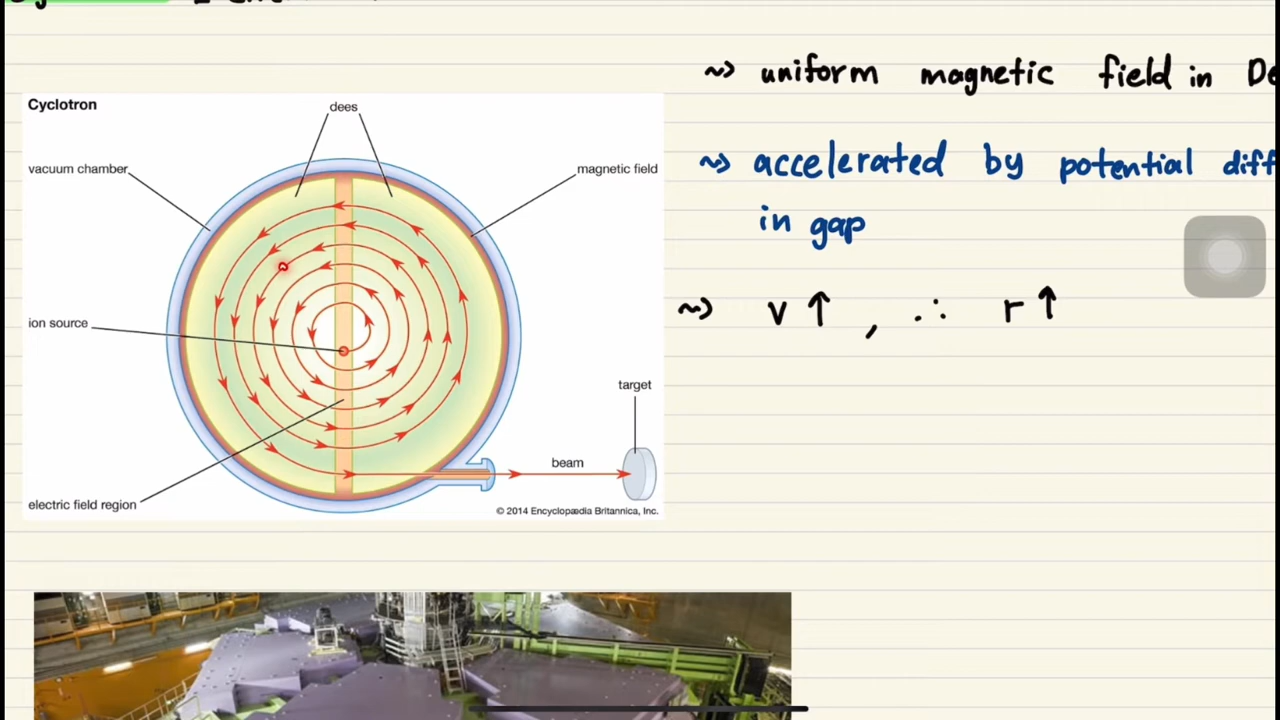 ~> uniform magnetic field in
Cyclotron
dees
vacuum chamber
magnetic field
~> accelerated by potential
in gap
~> v ↑ , ∴ r ↑
ion source
target
beam
electric field region
© 2014 Encyclopædia Britannica, Inc.